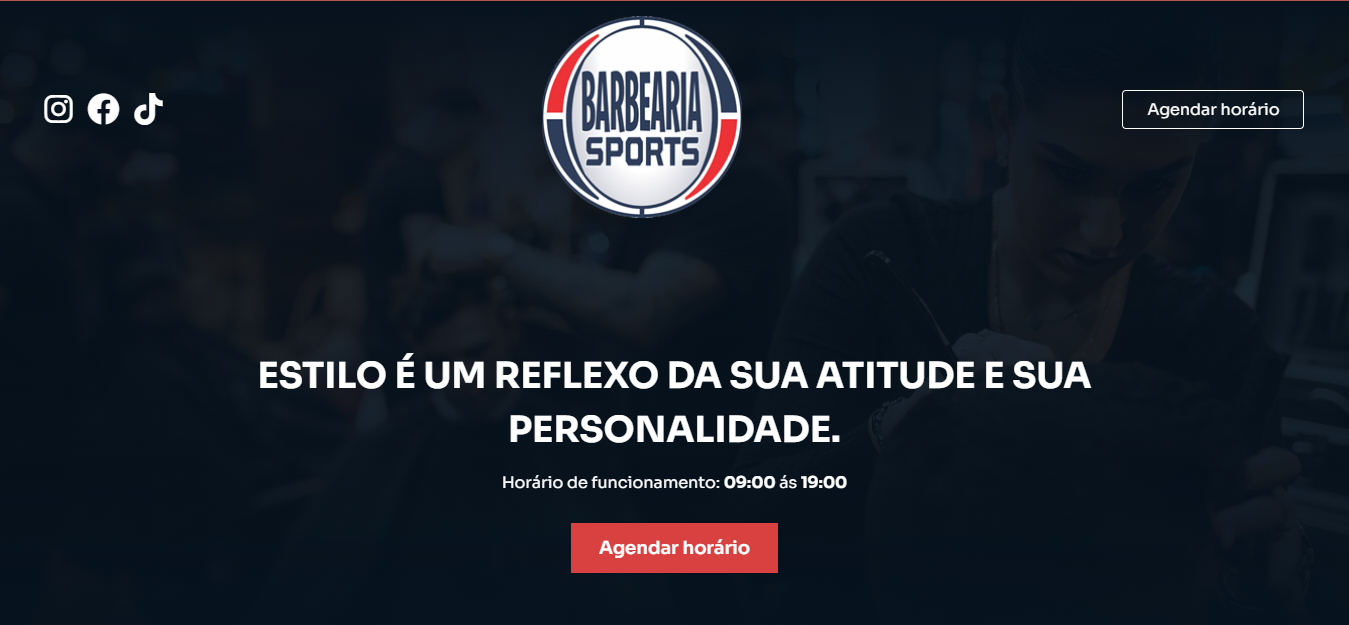 BARBEARIA
SPORTS
Agendar horário
ESTILO É UM REFLEXO DA SUA ATITUDE E SUA
PERSONALIDADE.
Horário de funcionamento: 09:00 ás 19:00
Agendar horário